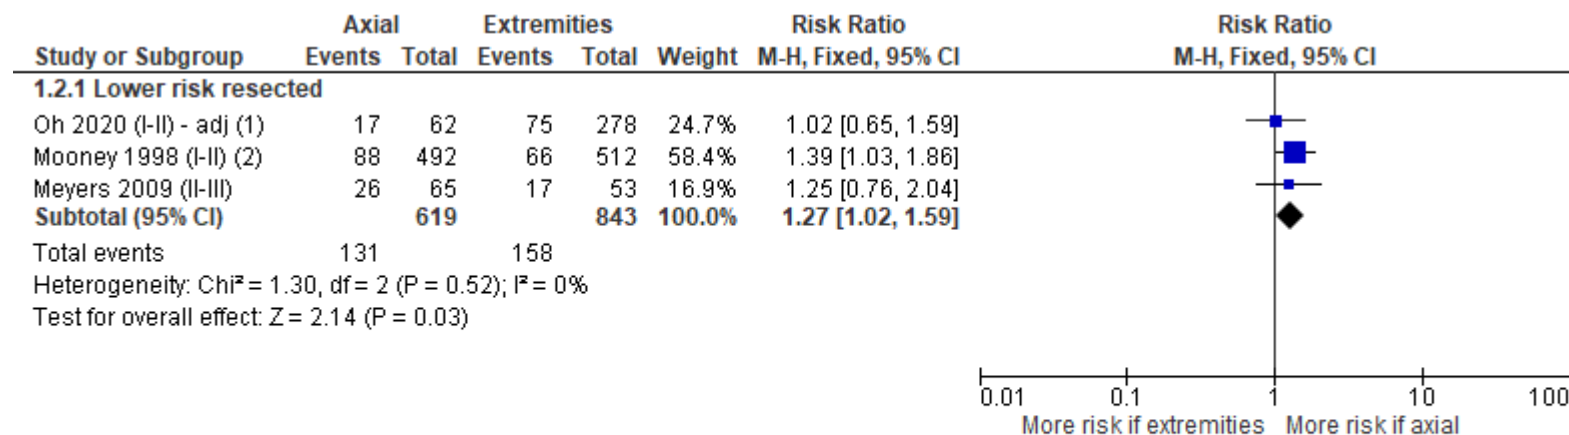 Axial Extremities Risk Ratio Risk Ratio
Study or Subgroup Events Total Events Total Weight M-H, Fixed, 95% CI M-H, Fixed, 95% CI
1.2.1 Lower risk resected
Oh 2020 (I-II) - adj (1) 17 62 75 278 24.7% 1.02 [0.65, 1.59]
Mooney 1998 (I-II) (2) 88 492 66 512 58.4% 1.39 [1.03, 1.86]
Meyers 2009 (II-III) 26 65 17 53 16.9% 1.25 [0.76, 2.04]
Subtotal (95% CI) 619 843 100.0% 1.27 [1.02, 1.59]
Total events 131 158
Heterogeneity: Chi² = 1.30, df = 2 (P = 0.52); I² = 0%
Test for overall effect: Z = 2.14 (P = 0.03)
0.01 0.1 1 10 100
More risk if extremities More risk if axial